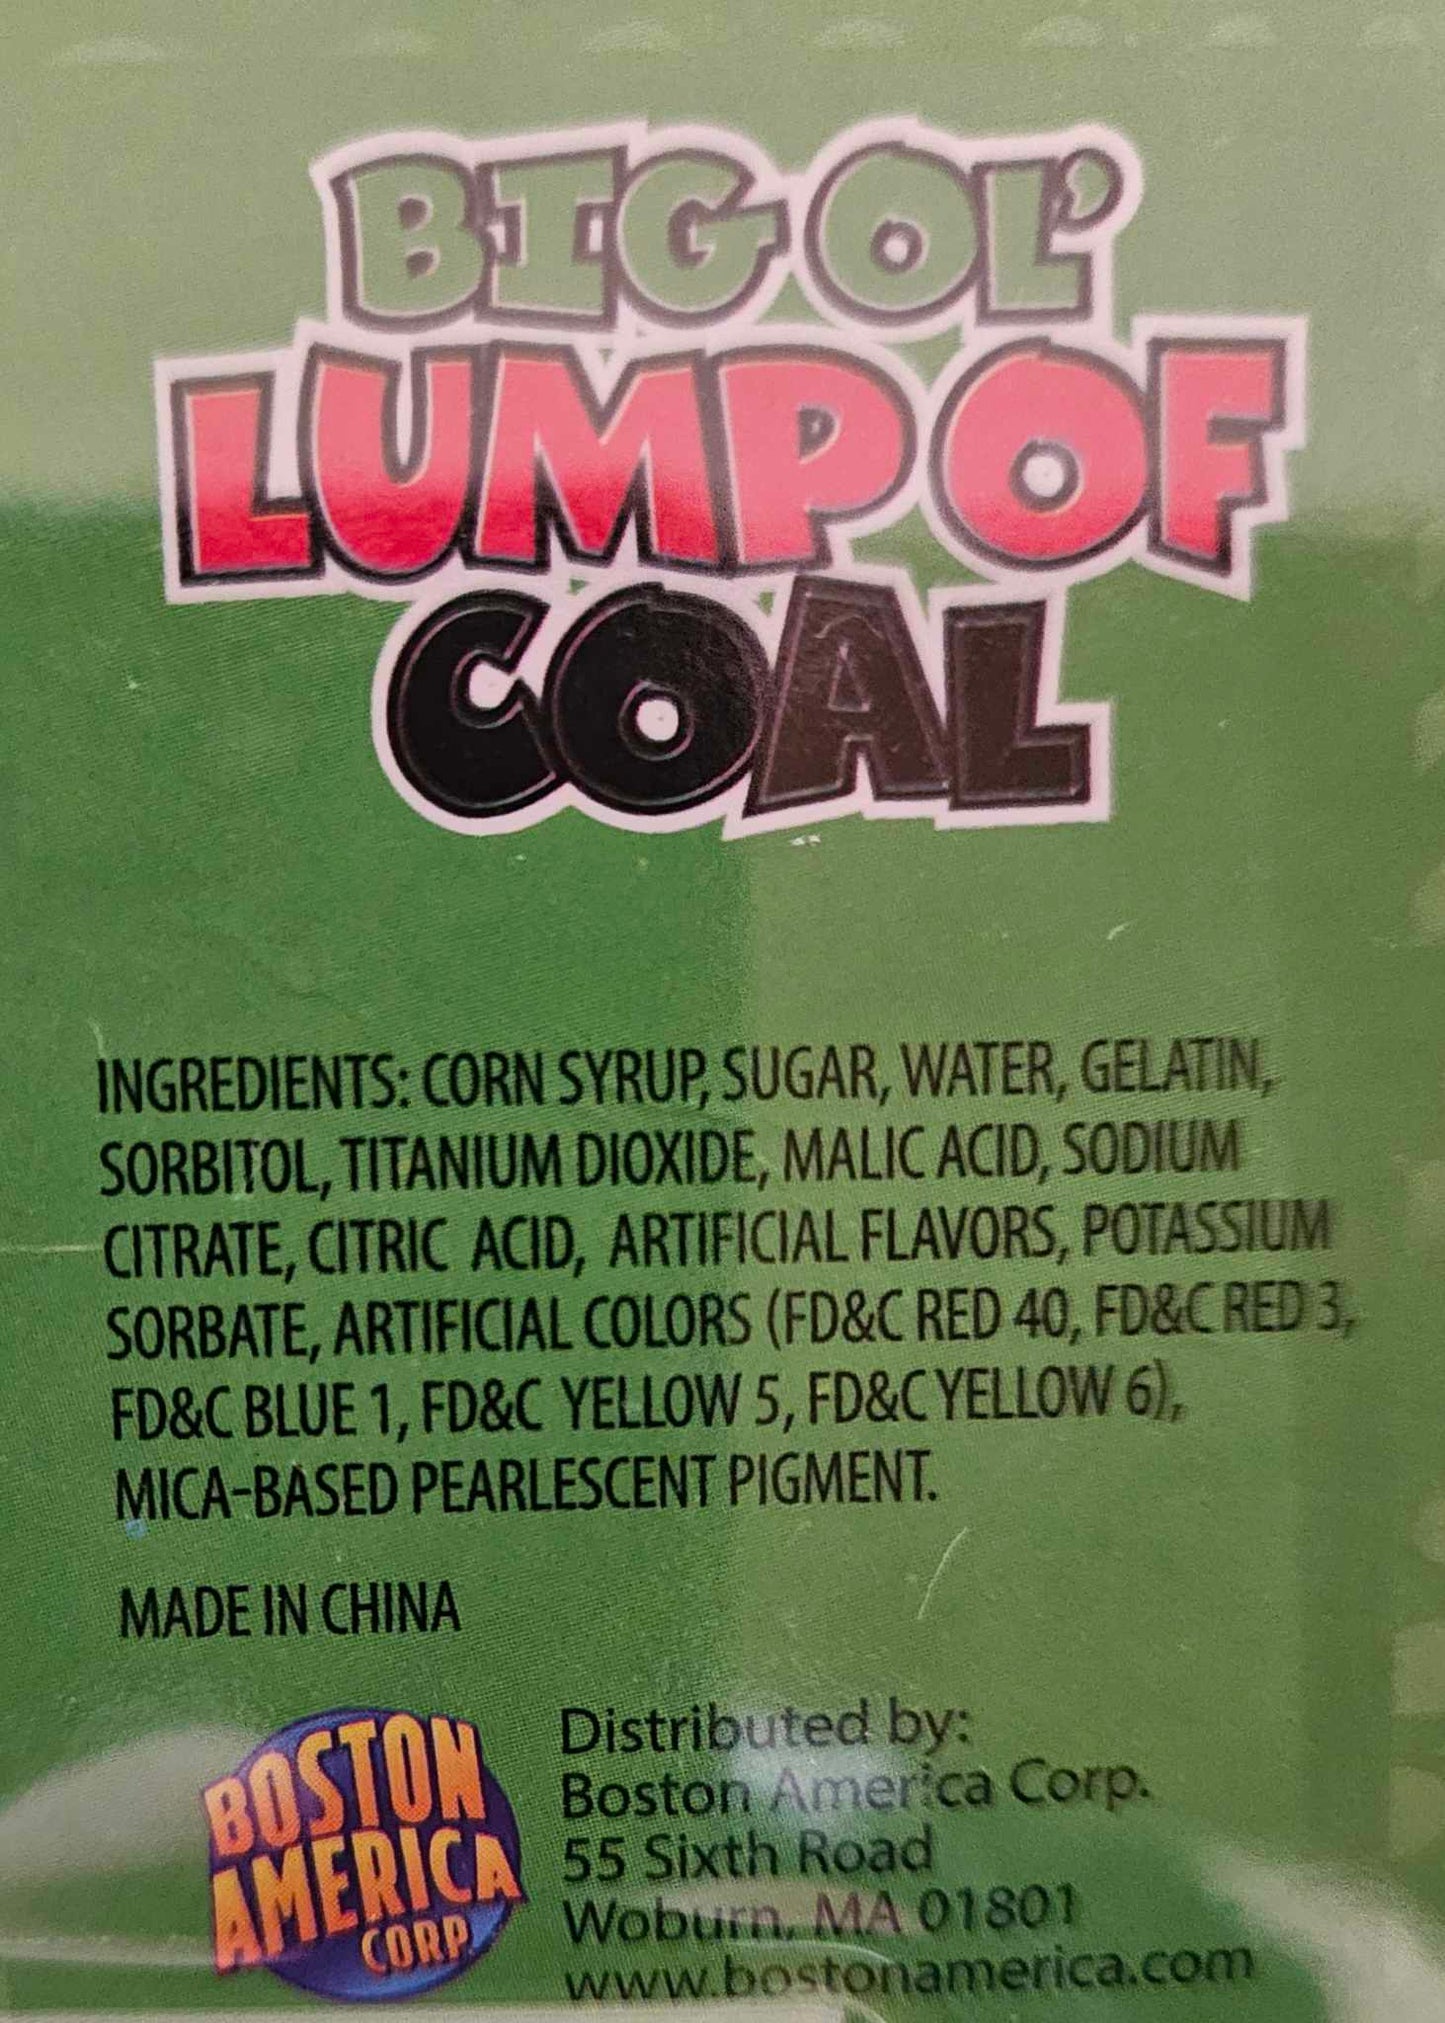 BIG OL'
LUMP OF
COAL
INGREDIENTS: CORN SYRUP, SUGAR, WATER, GELATIN,
SORBITOL, TITANIUM DIOXIDE, MALIC ACID, SODIUM
CITRATE, CITRIC ACID, ARTIFICIAL FLAVORS, POTASSIUM
SORBATE, ARTIFICIAL COLORS (FD&C RED 40, FD&C RED 3,
FD&C BLUE 1, FD&C YELLOW 5, FD&C YELLOW 6),
MICA-BASED PEARLESCENT PIGMENT.
MADE IN CHINA
BOSTON
AMERICA
CORP.
Distributed by:
Boston America Corp.
55 Sixth Road
Woburn, MA 01801
www.bostonamerica.com